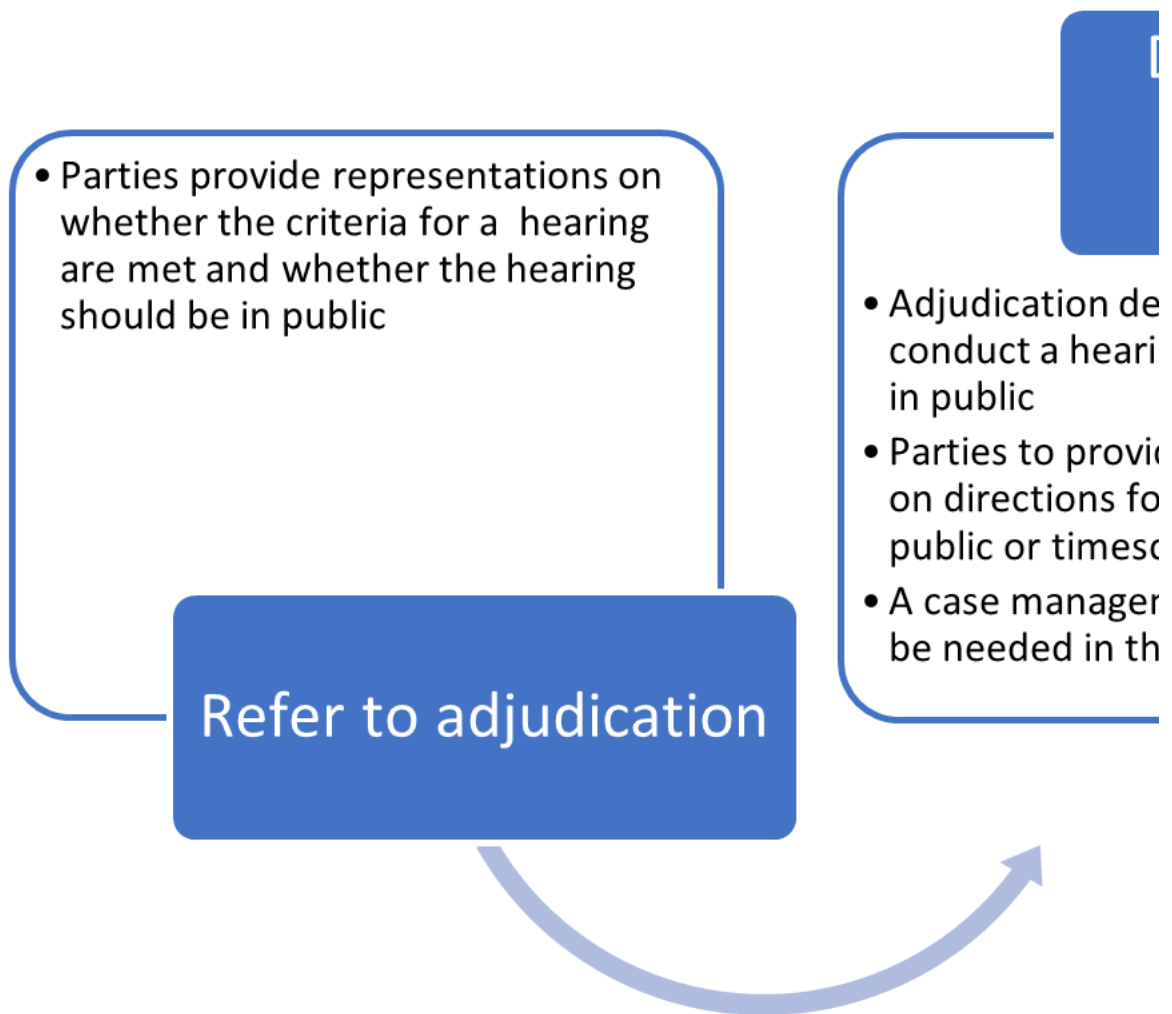 • Parties provide representations on
whether the criteria for a hearing
are met and whether the hearing
should be in public
Refer to adjudication
• Adjudication de
conduct a heari
in public
• Parties to provi
on directions fo
public or times
• A case manager
be needed in th